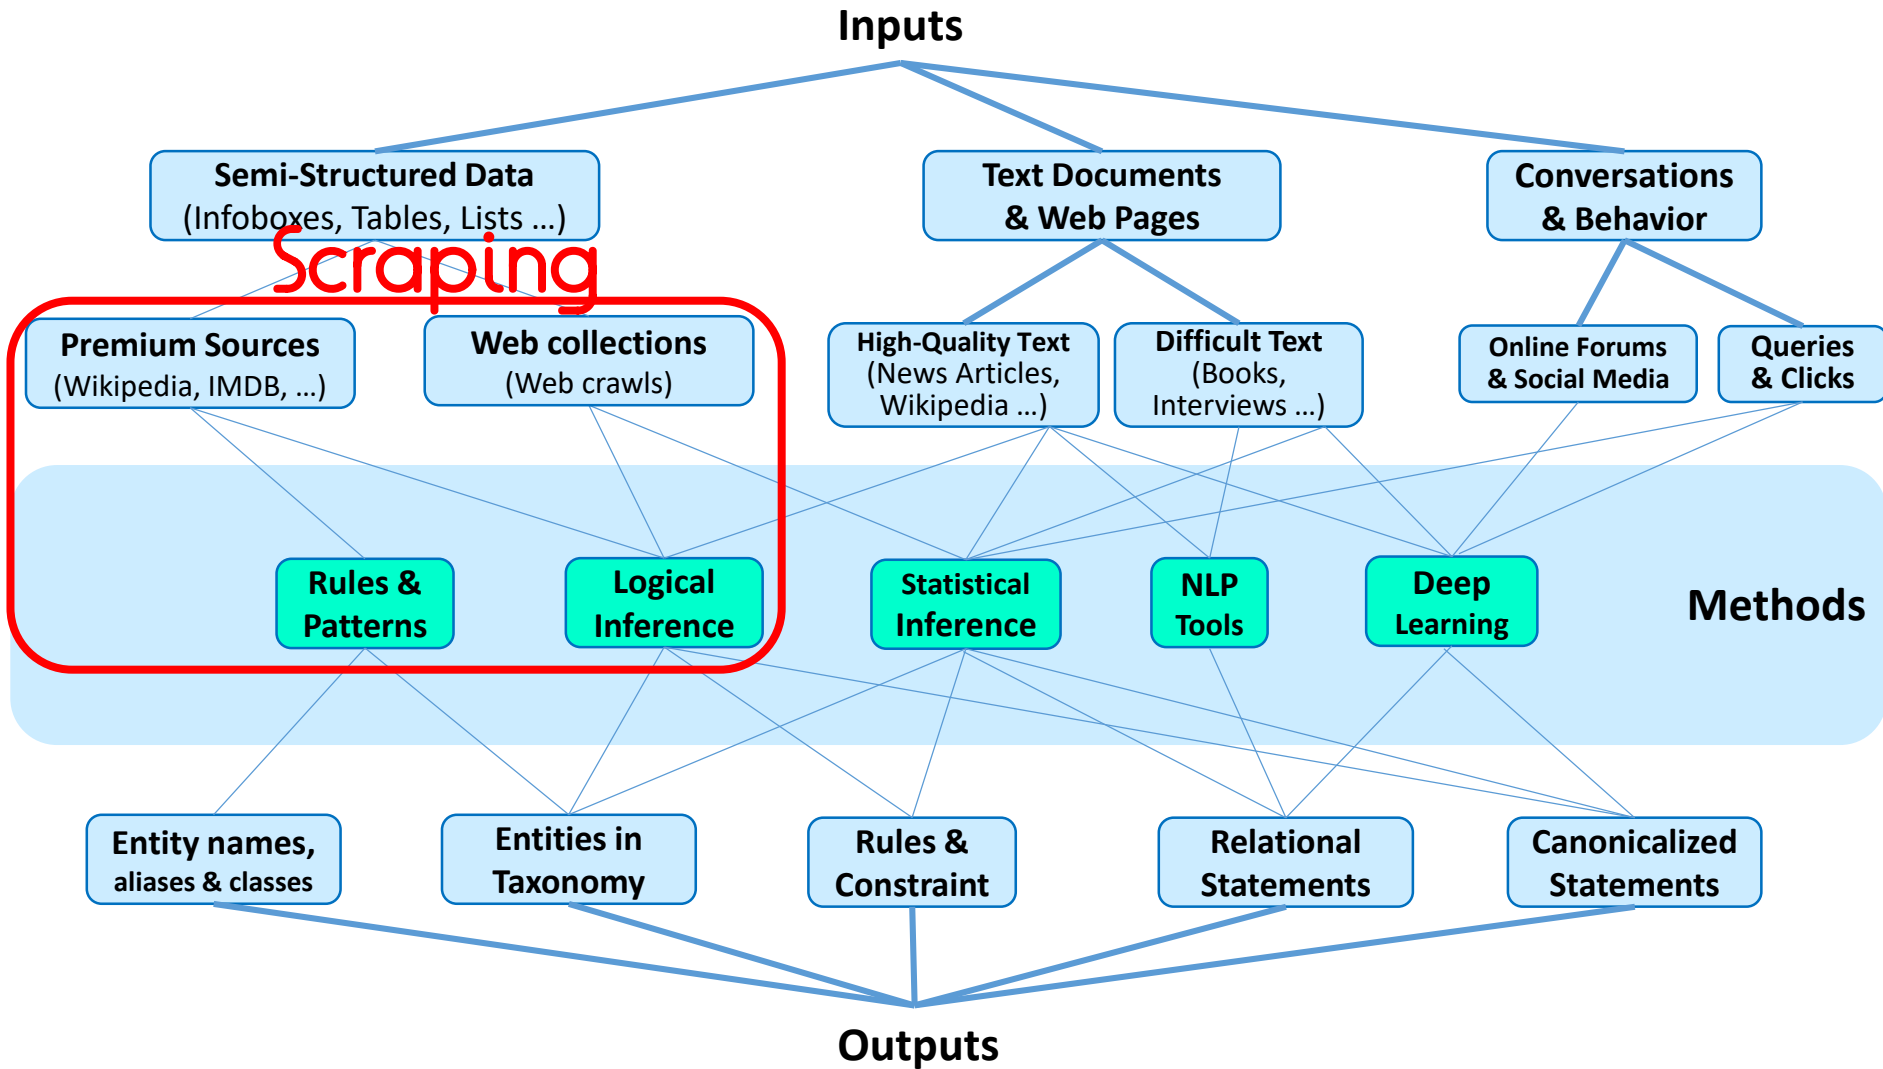 Inputs
Semi-Structured Data
(Infoboxes, Tables, Lists ...)
Text Documents
& Web Pages
Conversations
& Behavior
Scraping
Premium Sources
(Wikipedia, IMDB, ...)
Web collections
(Web crawls)
High-Quality Text
(News Articles,
Wikipedia ...)
Difficult Text
(Books,
Interviews ...)
Online Forums
& Social Media
Queries
& Clicks
Rules &
Patterns
Logical
Inference
Statistical
Inference
NLP
Tools
Deep
Learning
Methods
Entity names,
aliases & classes
Entities in
Taxonomy
Rules &
Constraint
Relational
Statements
Canonicalized
Statements
Outputs